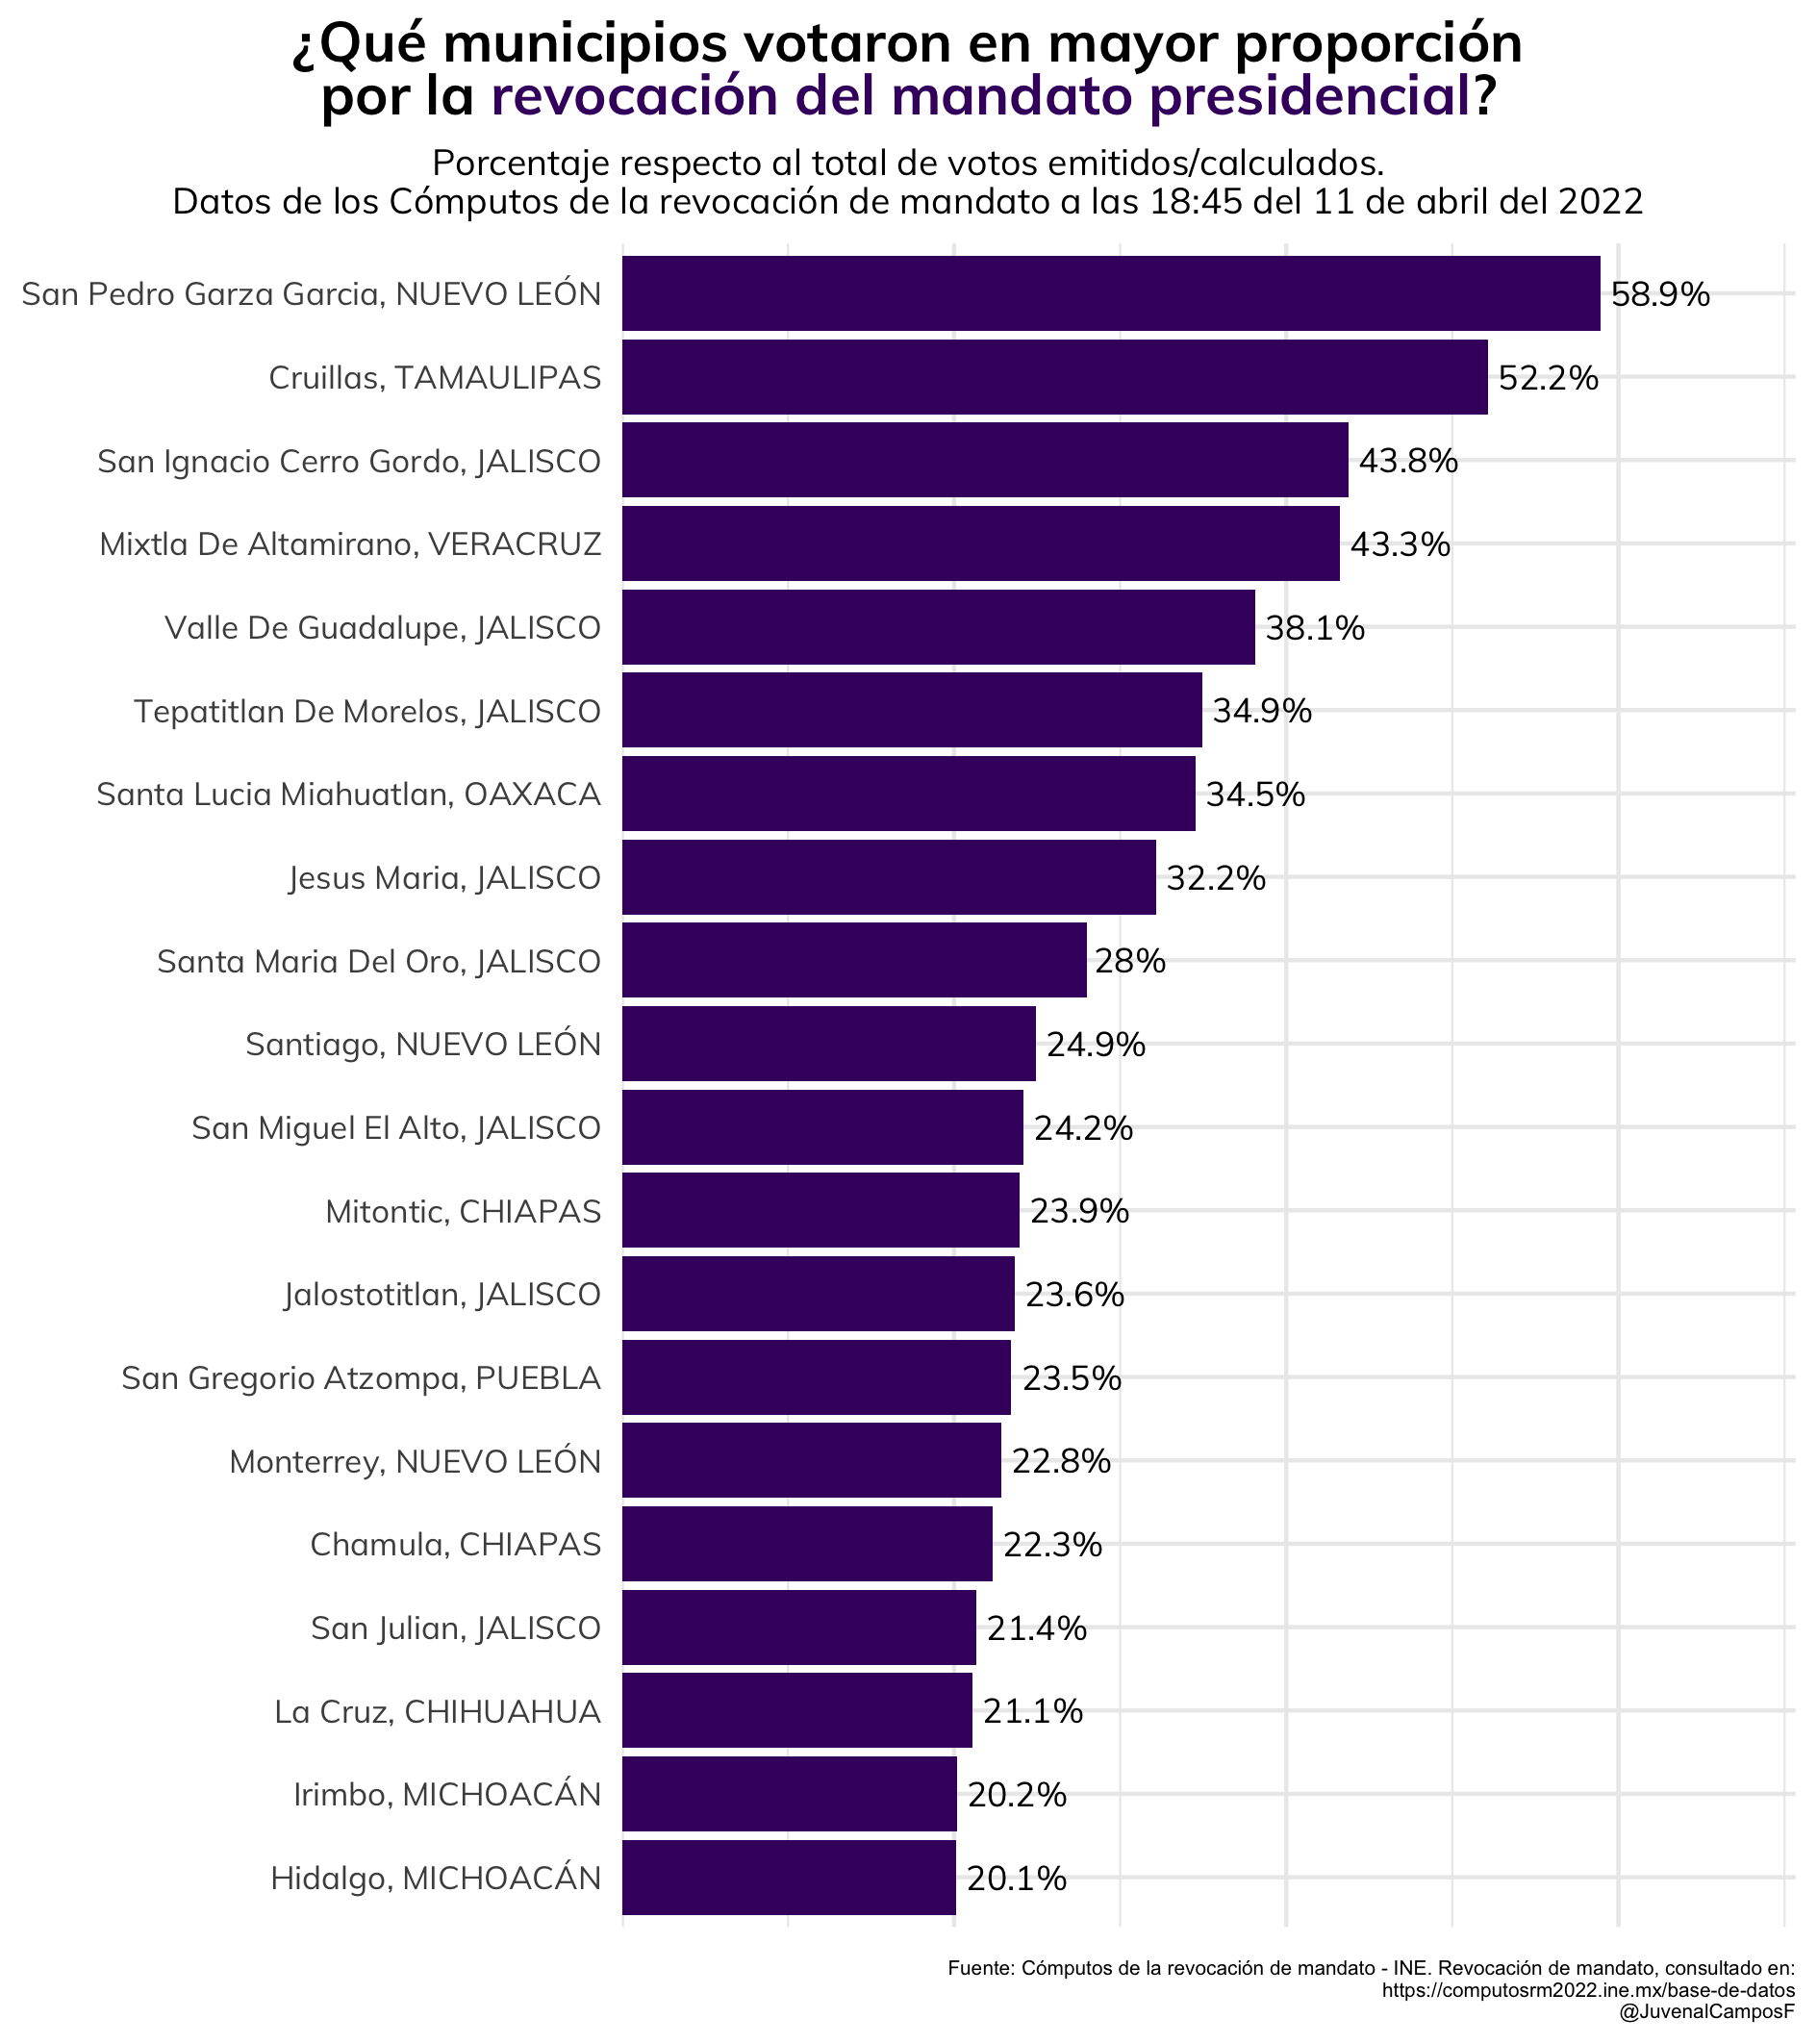 ¿Qué municipios votaron en mayor proporción
por la revocación del mandato presidencial?
Porcentaje respecto al total de votos emitidos/calculados.
Datos de los Cómputos de la revocación de mandato a las 18:45 del 11 de abril del 2022
San Pedro Garza Garcia, NUEVO LEÓN 58.9%
Cruillas, TAMAULIPAS 52.2%
San Ignacio Cerro Gordo, JALISCO 43.8%
Mixtla De Altamirano, VERACRUZ 43.3%
Valle De Guadalupe, JALISCO 38.1%
Tepatitlan De Morelos, JALISCO 34.9%
Santa Lucia Miahuatlan, OAXACA 34.5%
Jesus Maria, JALISCO 32.2%
Santa Maria Del Oro, JALISCO 28%
Santiago, NUEVO LEÓN 24.9%
San Miguel El Alto, JALISCO 24.2%
Mitontic, CHIAPAS 23.9%
Jalostotitlan, JALISCO 23.6%
San Gregorio Atzompa, PUEBLA 23.5%
Monterrey, NUEVO LEÓN 22.8%
Chamula, CHIAPAS 22.3%
San Julian, JALISCO 21.4%
La Cruz, CHIHUAHUA 21.1%
Irimbo, MICHOACÁN 20.2%
Hidalgo, MICHOACÁN 20.1%
Fuente: Cómputos de la revocación de mandato - INE. Revocación de mandato, consultado en:
https://computosrm2022.ine.mx/base-de-datos
@JuvenalCamposF